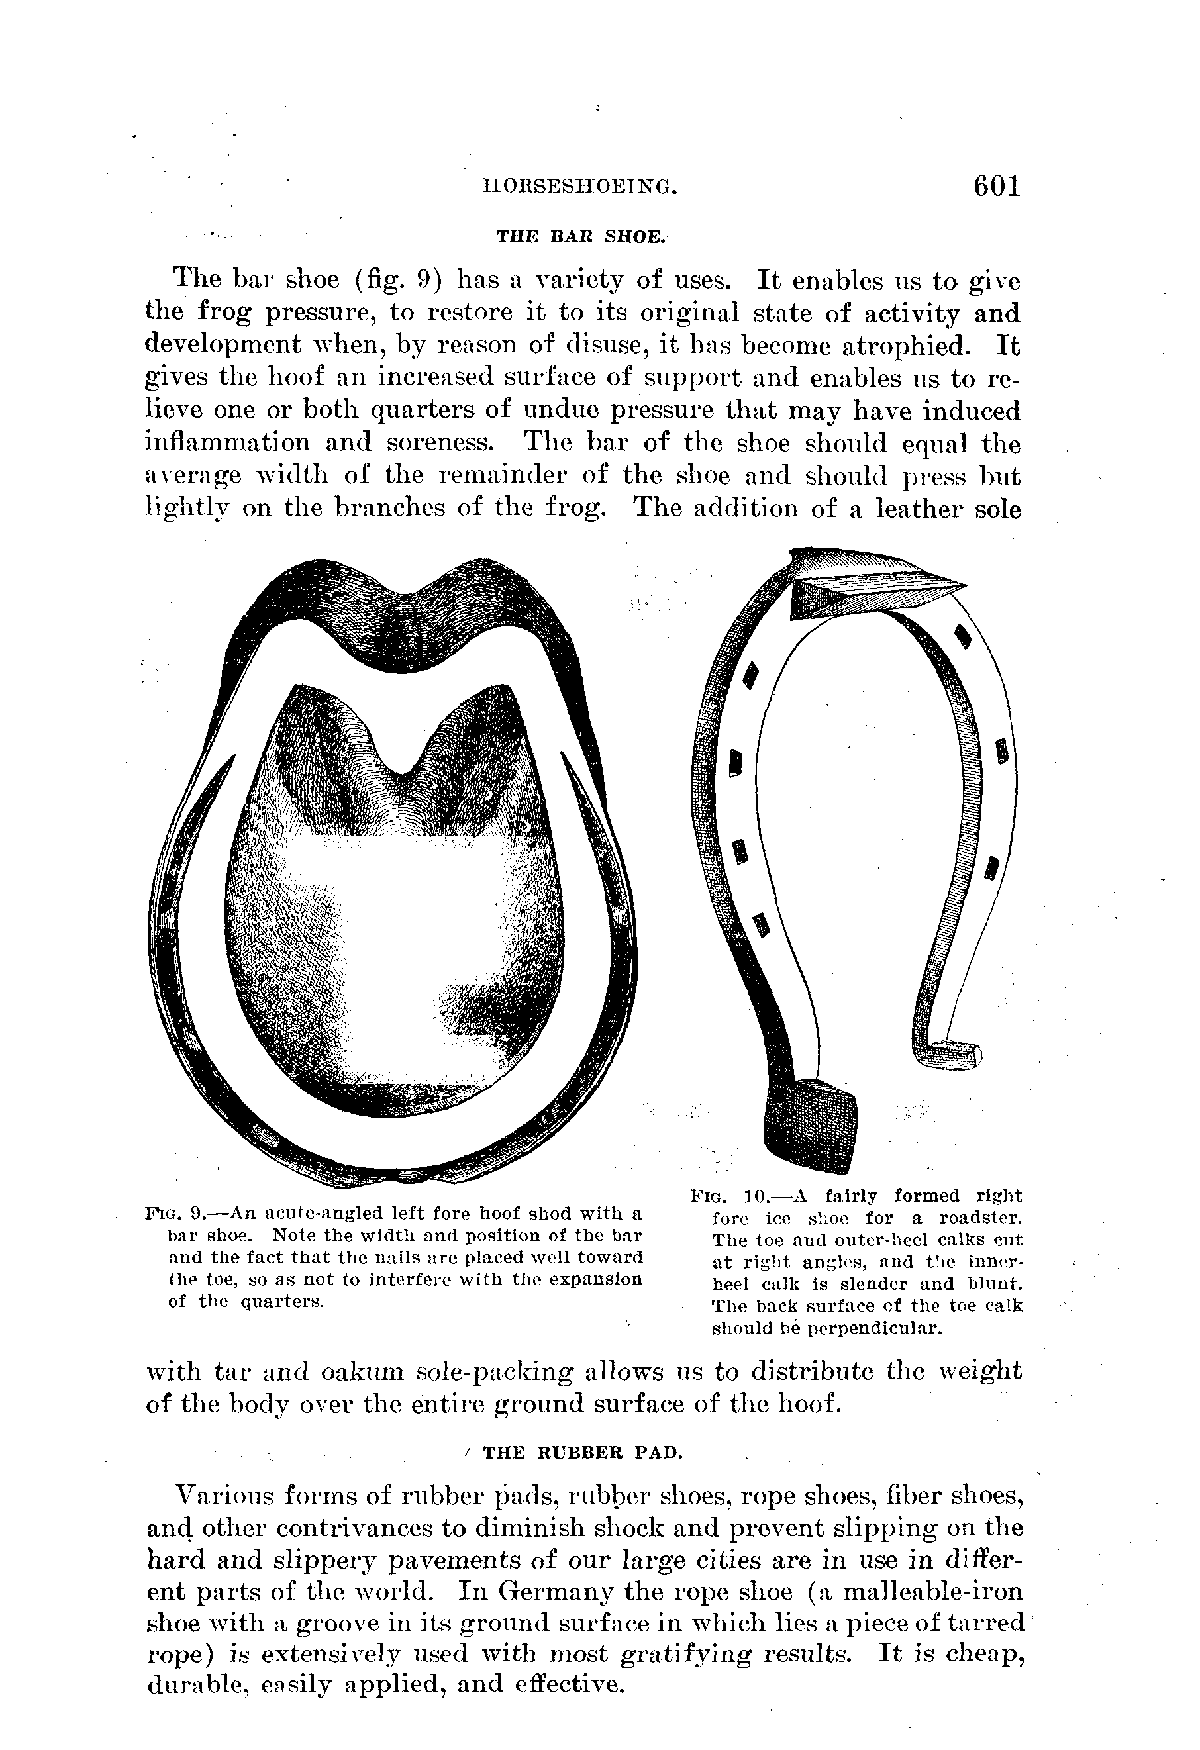 HORSESHOEING. 601
THE BAR SHOE.
The bar shoe (fig. 9) has a variety of uses. It enables us to give
the frog pressure, to restore it to its original state of activity and
development when, by reason of disuse, it has become atrophied. It
gives the hoof an increased surface of support and enables us to re-
lieve one or both quarters of undue pressure that may have induced
inflammation and soreness. The bar of the shoe should equal the
average width of the remainder of the shoe and should press but
lightly on the branches of the frog. The addition of a leather sole
FIG. 9.—An acute-angled left fore hoof shod with a
bar shoe. Note the width and position of the bar
and the fact that the nails are placed well toward
the toe, so as not to interfere with the expansion
of the quarters.
FIG. 10.—A fairly formed right
fore ice shoe for a roadster.
The toe and outer-heel calks cut
at right angles, and the inner-
heel calk is slender and blunt.
The back surface of the toe calk
should be perpendicular.
with tar and oakum sole-packing allows us to distribute the weight
of the body over the entire ground surface of the hoof.
THE RUBBER PAD.
Various forms of rubber pads, rubber shoes, rope shoes, fiber shoes,
and other contrivances to diminish shock and prevent slipping on the
hard and slippery pavements of our large cities are in use in differ-
ent parts of the world. In Germany the rope shoe (a malleable-iron
shoe with a groove in its ground surface in which lies a piece of tarred
rope) is extensively used with most gratifying results. It is cheap,
durable, easily applied, and effective.